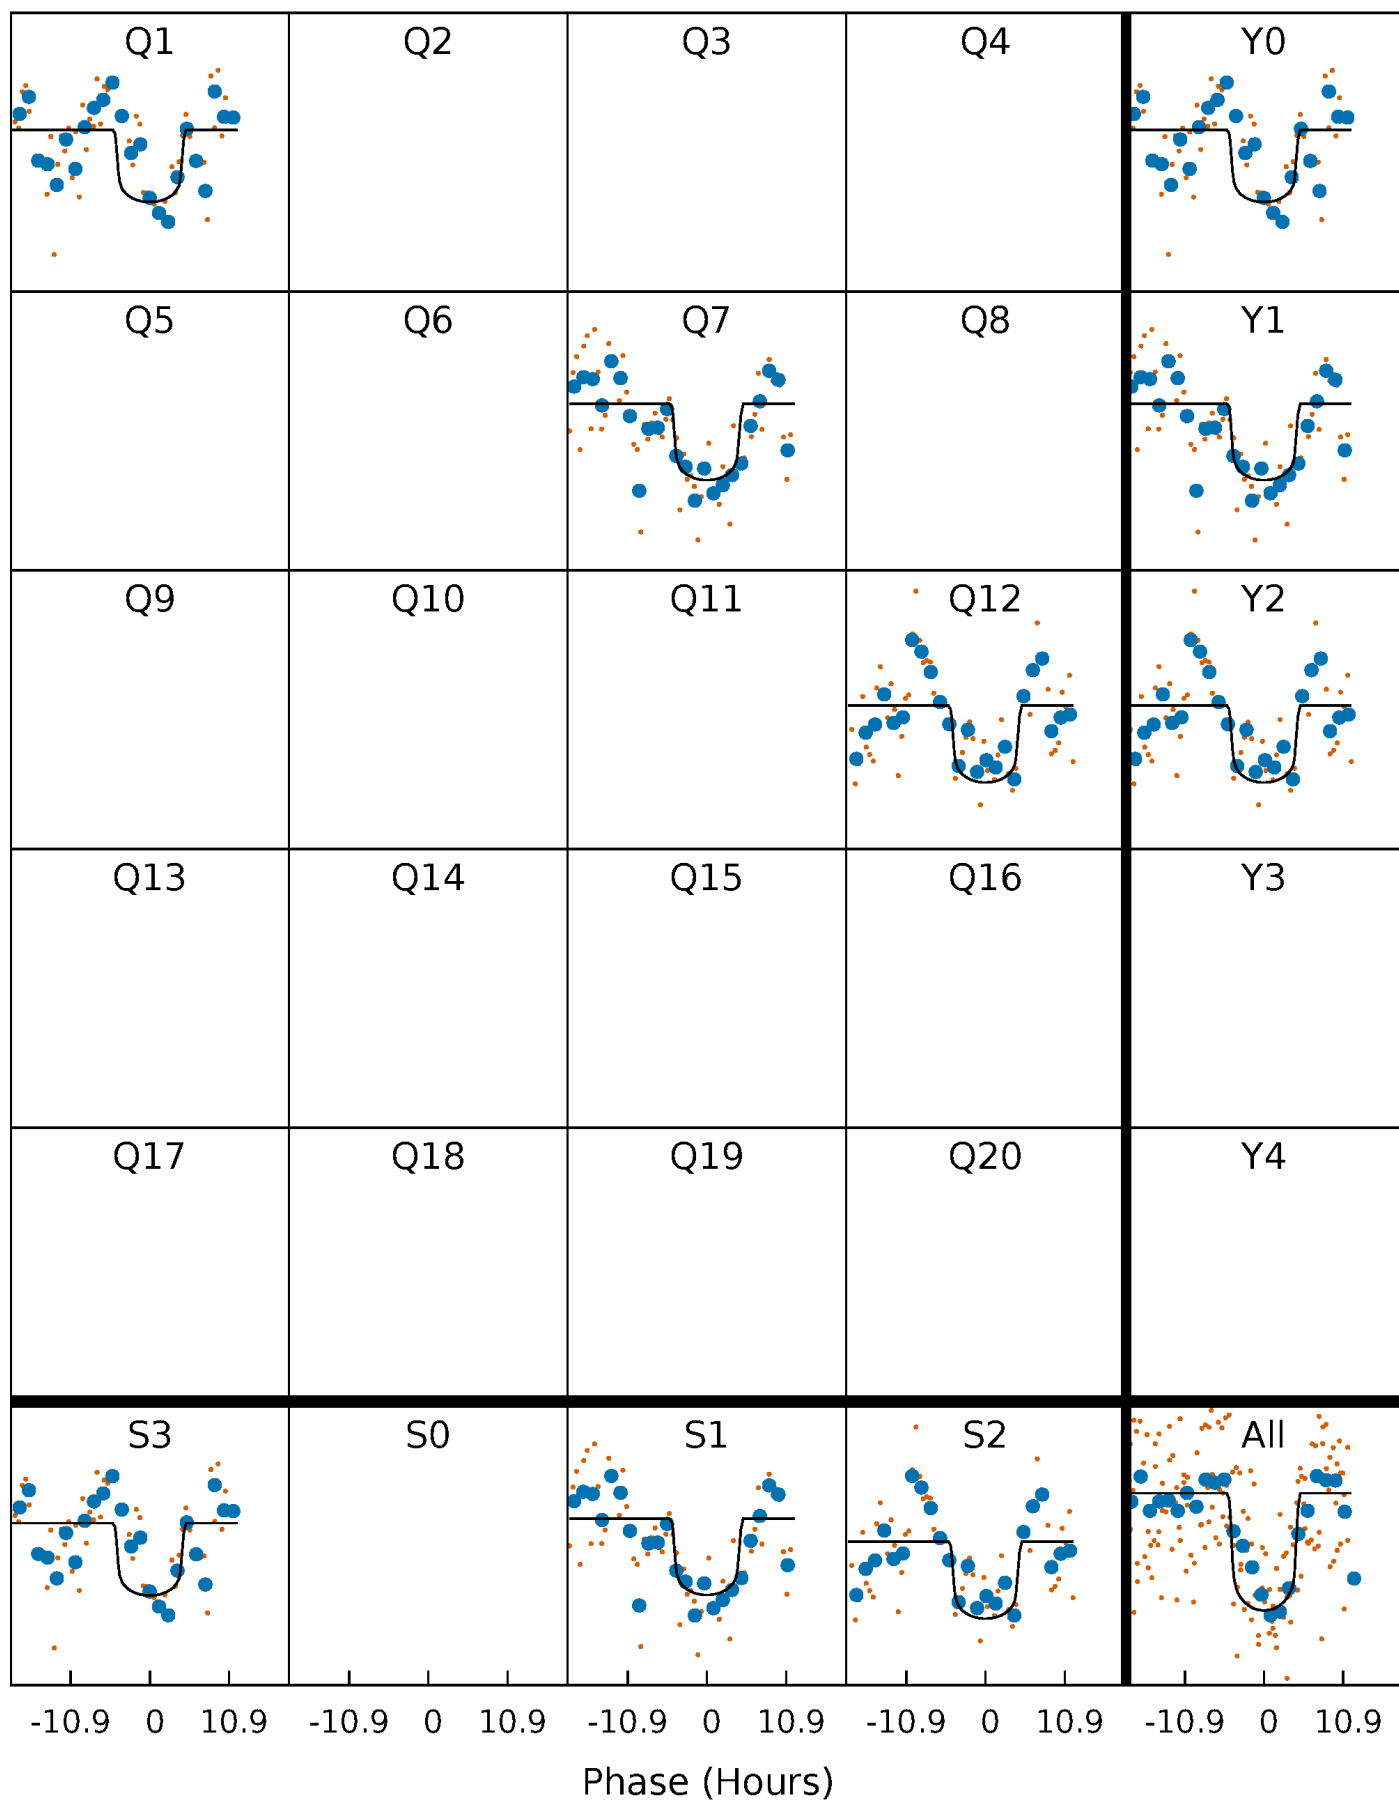 Q1 Q2 Q3 Q4 Y0
Q5 Q6 Q7 Q8 Y1
Q9 Q10 Q11 Q12 Y2
Q13 Q14 Q15 Q16 Y3
Q17 Q18 Q19 Q20 Y4
S3 S0 S1 S2 All
-10.9 0 10.9 -10.9 0 10.9 -10.9 0 10.9 -10.9 0 10.9 -10.9 0 10.9
Phase (Hours)